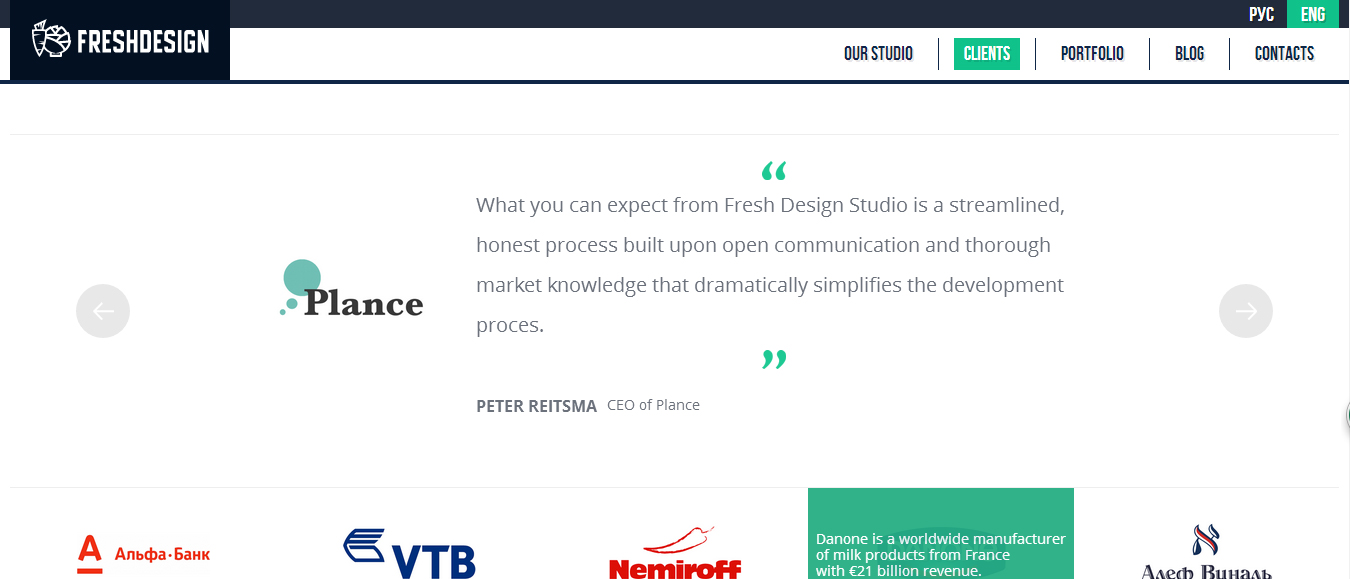 РУС ENG
FRESHDESIGN
OUR STUDIO CLIENTS PORTFOLIO BLOG CONTACTS
“
What you can expect from Fresh Design Studio is a streamlined,
honest process built upon open communication and thorough
market knowledge that dramatically simplifies the development
proces.
”
Plance
PETER REITSMA CEO of Plance
Альфа·Банк
VTB
Nemiroff
Danone is a worldwide manufacturer
of milk products from France
with €21 billion revenue.
Алеф Виналь